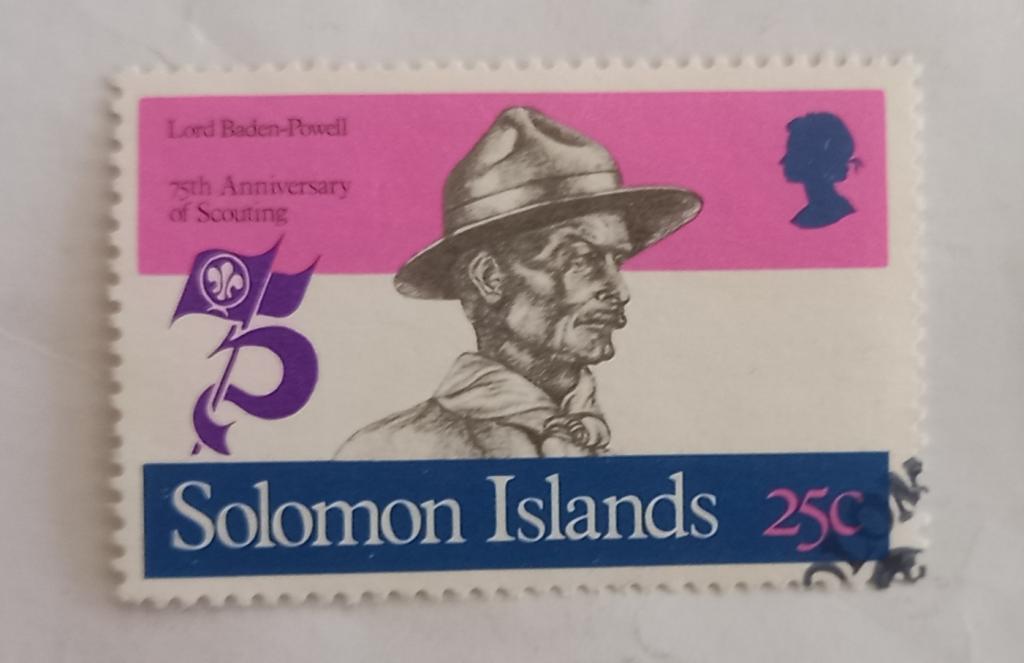 Lord Baden-Powell
75th Anniversary
of Scouting
Solomon Islands 25c